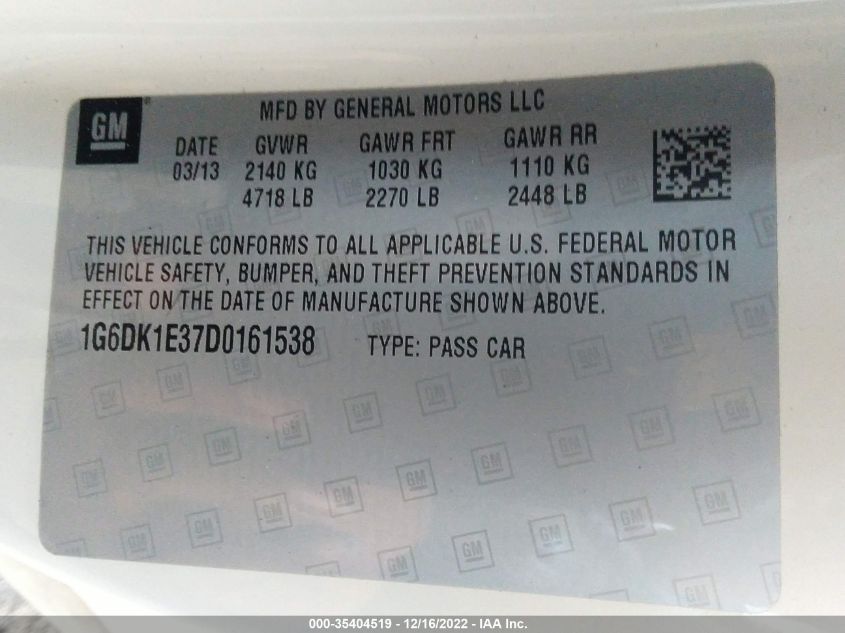 GM
MFD BY GENERAL MOTORS LLC
DATE GVWR GAWR FRT GAWR RR
03/13 2140 KG 1030 KG 1110 KG
4718 LB 2270 LB 2448 LB
THIS VEHICLE CONFORMS TO ALL APPLICABLE U.S. FEDERAL MOTOR
VEHICLE SAFETY, BUMPER, AND THEFT PREVENTION STANDARDS IN
EFFECT ON THE DATE OF MANUFACTURE SHOWN ABOVE.
1G6DK1E37D0161538 TYPE: PASS CAR
000-35404519 - 12/16/2022 - IAA Inc.